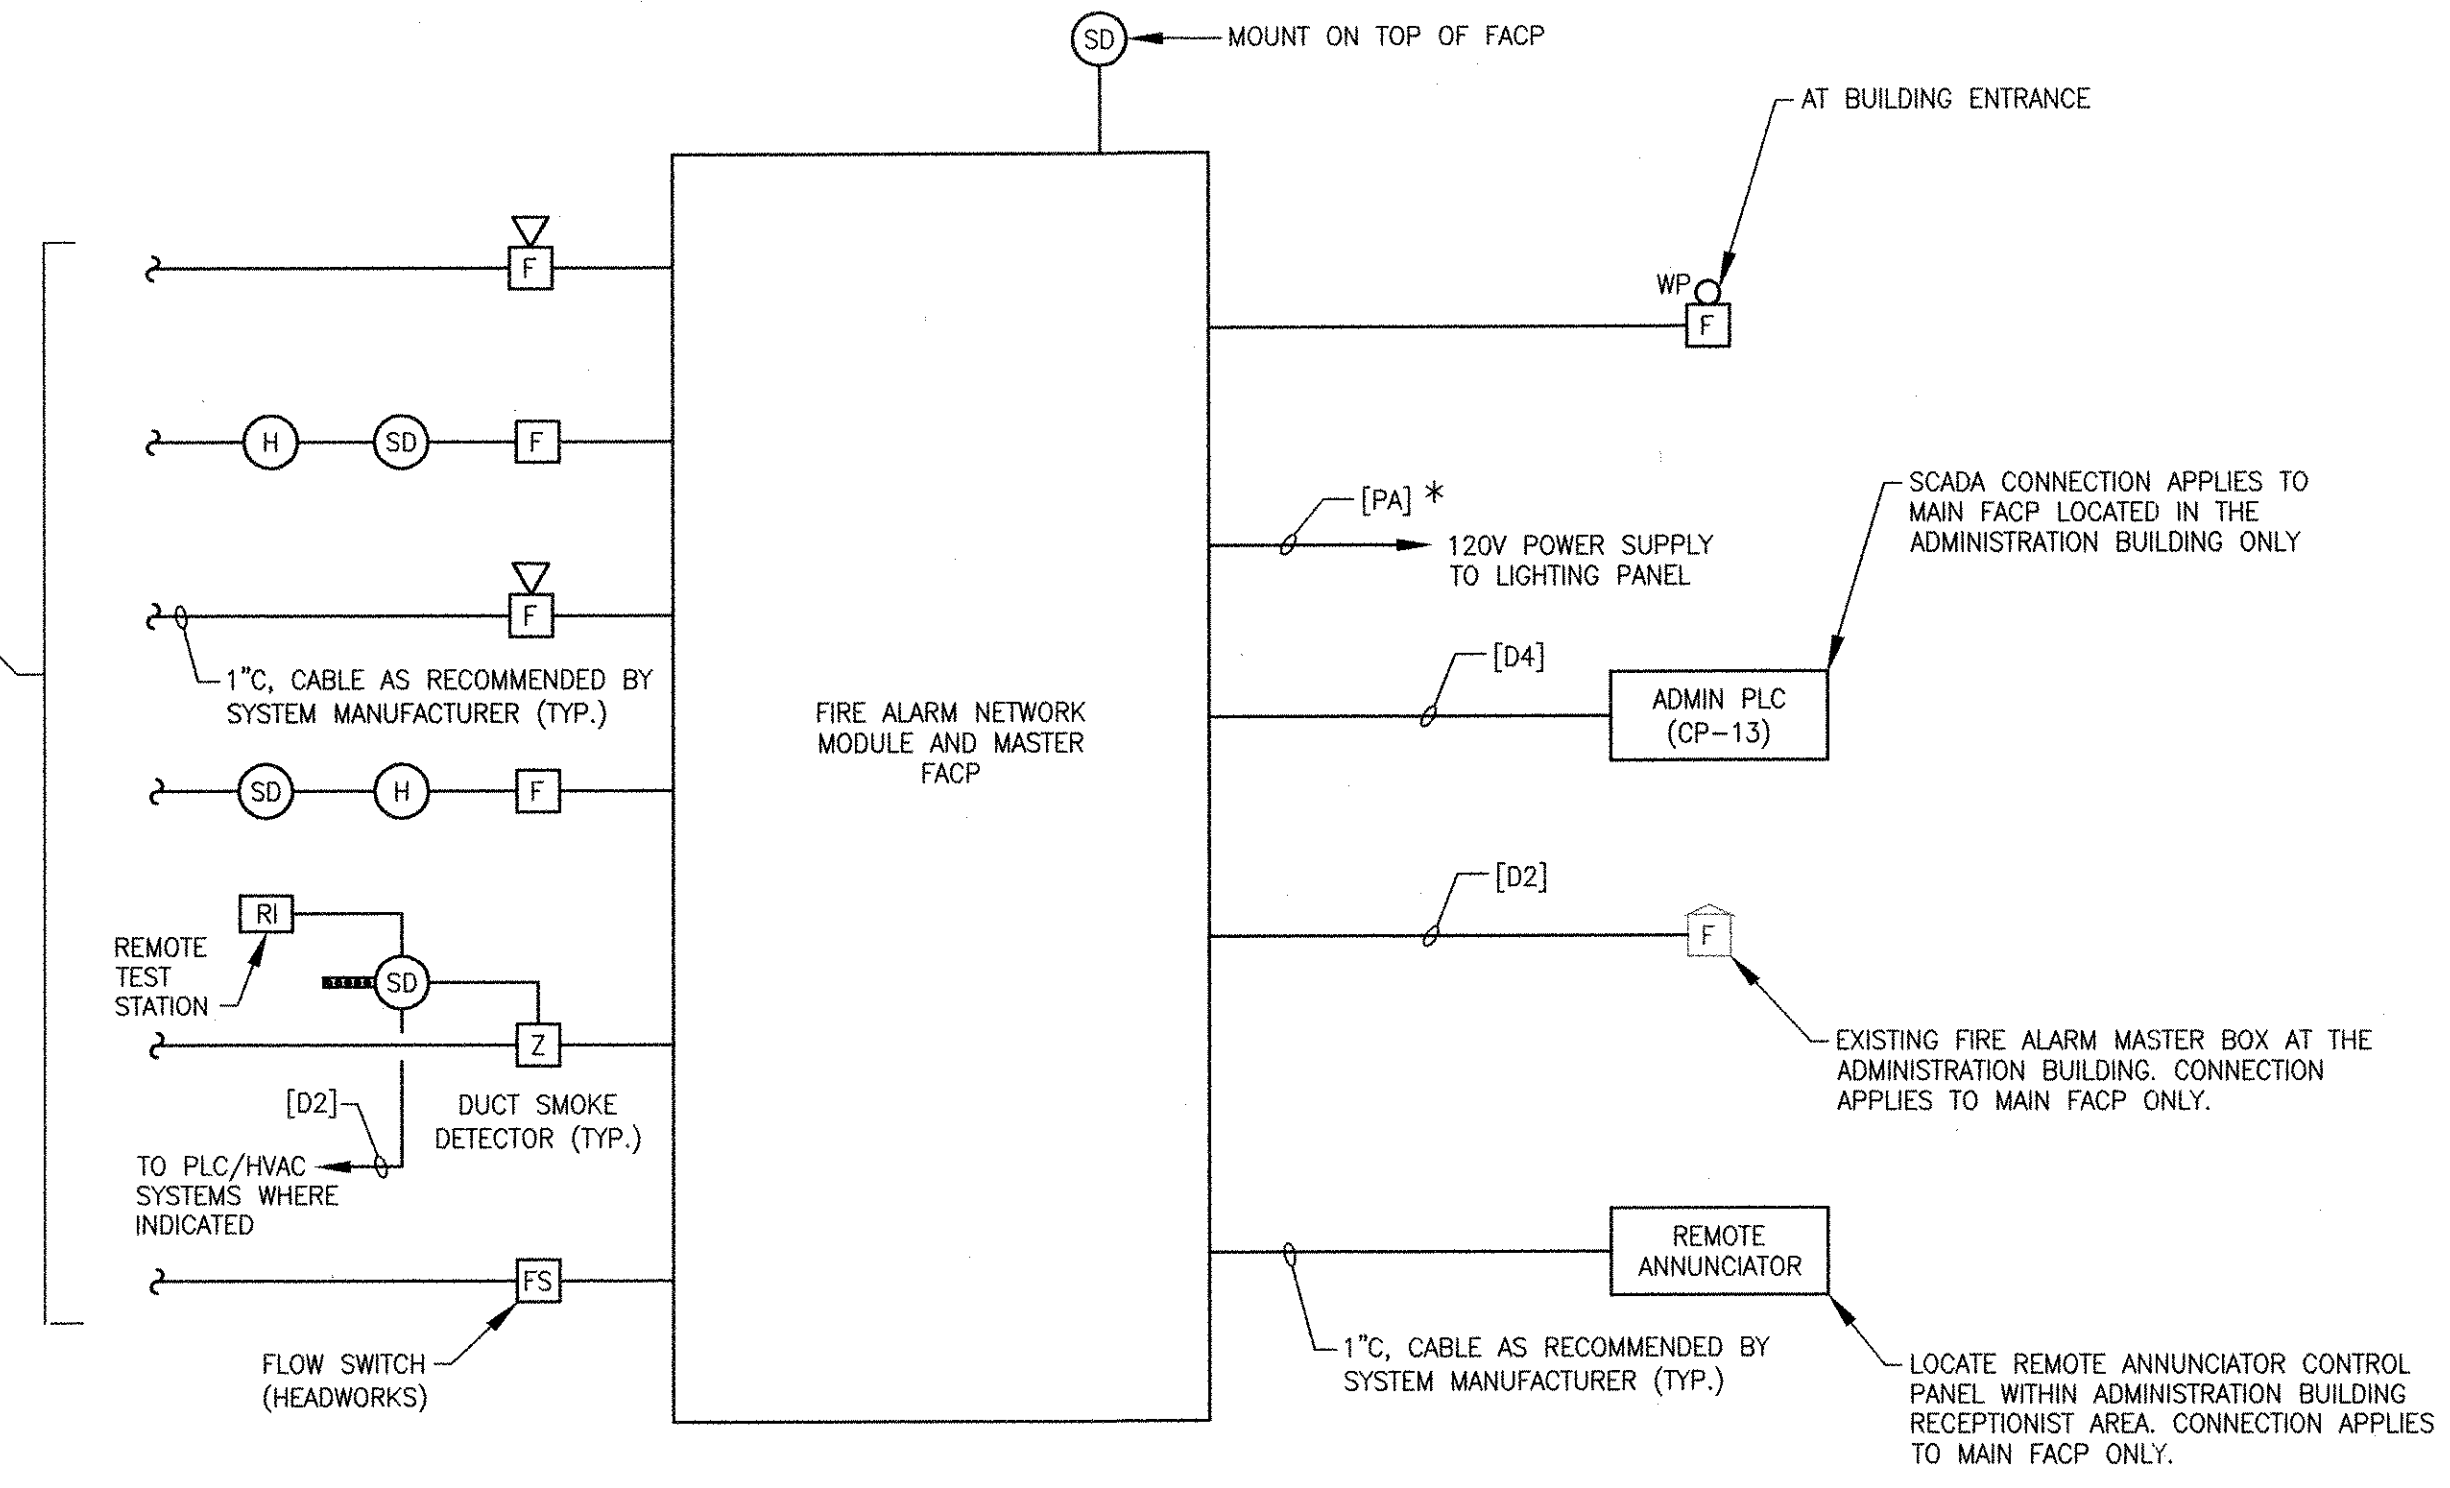 SD
MOUNT ON TOP OF FACP
AT BUILDING ENTRANCE
F
WP
F
H
SD
F
[PA] *
120V POWER SUPPLY
TO LIGHTING PANEL
SCADA CONNECTION APPLIES TO
MAIN FACP LOCATED IN THE
ADMINISTRATION BUILDING ONLY
F
1"C, CABLE AS RECOMMENDED BY
SYSTEM MANUFACTURER (TYP.)
[D4]
ADMIN PLC
(CP-13)
FIRE ALARM NETWORK
MODULE AND MASTER
FACP
SD
H
F
[D2]
F
EXISTING FIRE ALARM MASTER BOX AT THE
ADMINISTRATION BUILDING. CONNECTION
APPLIES TO MAIN FACP ONLY.
RI
REMOTE
TEST
STATION
SD
Z
[D2]
DUCT SMOKE
DETECTOR (TYP.)
TO PLC/HVAC
SYSTEMS WHERE
INDICATED
FS
FLOW SWITCH
(HEADWORKS)
REMOTE
ANNUNCIATOR
1"C, CABLE AS RECOMMENDED BY
SYSTEM MANUFACTURER (TYP.)
LOCATE REMOTE ANNUNCIATOR CONTROL
PANEL WITHIN ADMINISTRATION BUILDING
RECEPTIONIST AREA. CONNECTION APPLIES
TO MAIN FACP ONLY.